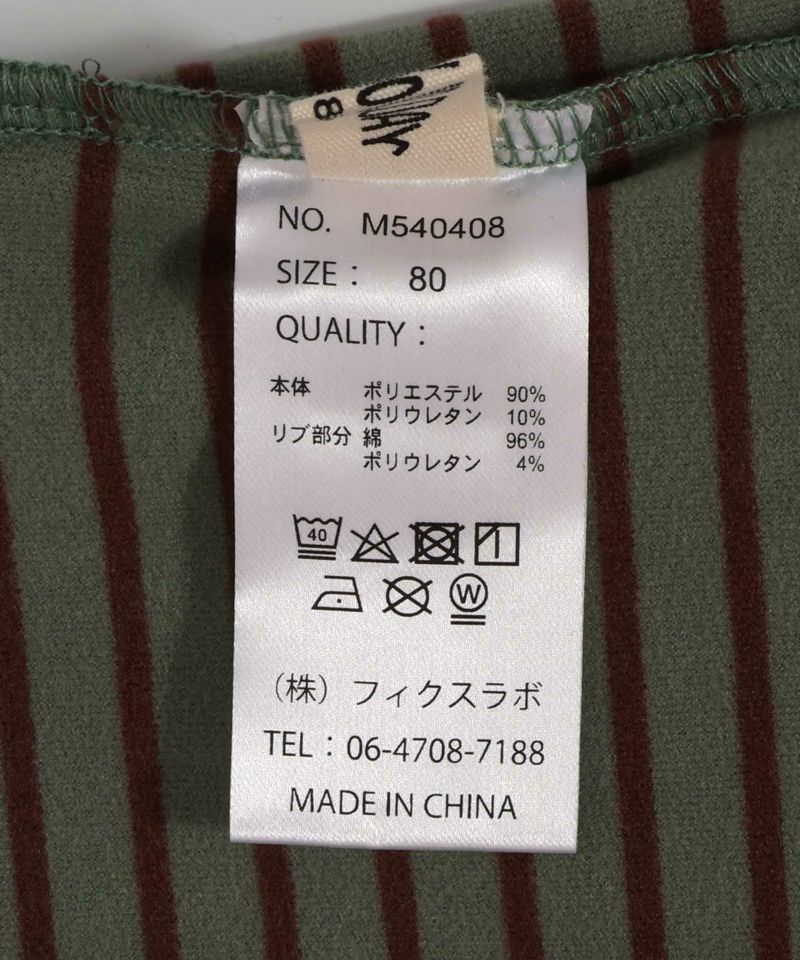 8
NO. M540408
SIZE : 80
QUALITY :
本体 ポリエステル 90%
ポリウレタン 10%
リブ部分 綿 96%
ポリウレタン 4%
40
W
(株) フィクスラボ
TEL : 06-4708-7188
MADE IN CHINA